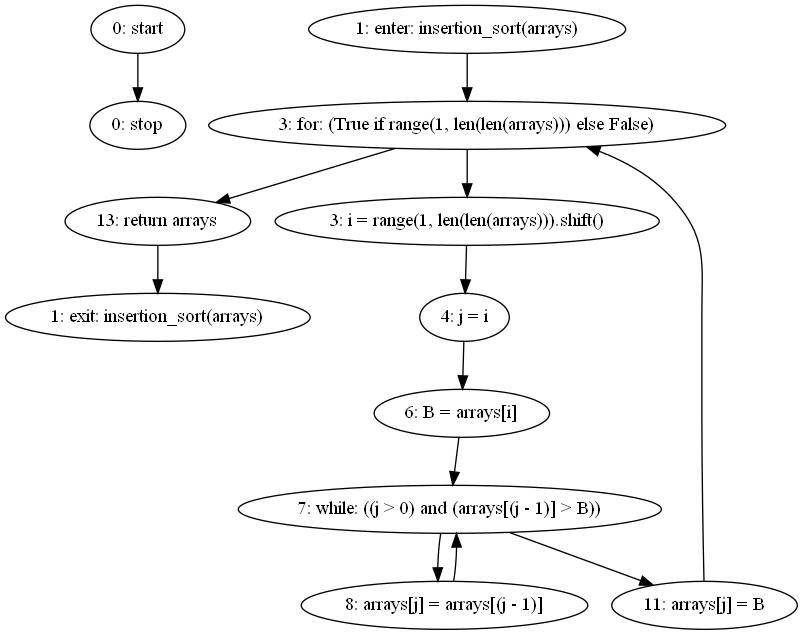 0: start
1: enter: insertion_sort(arrays)
0: stop
3: for: (True if range(1, len(len(arrays))) else False)
13: return arrays
3: i = range(1, len(len(arrays))).shift()
1: exit: insertion_sort(arrays)
4: j = i
6: B = arrays[i]
7: while: ((j > 0) and (arrays[(j - 1)] > B))
8: arrays[j] = arrays[(j - 1)]
11: arrays[j] = B